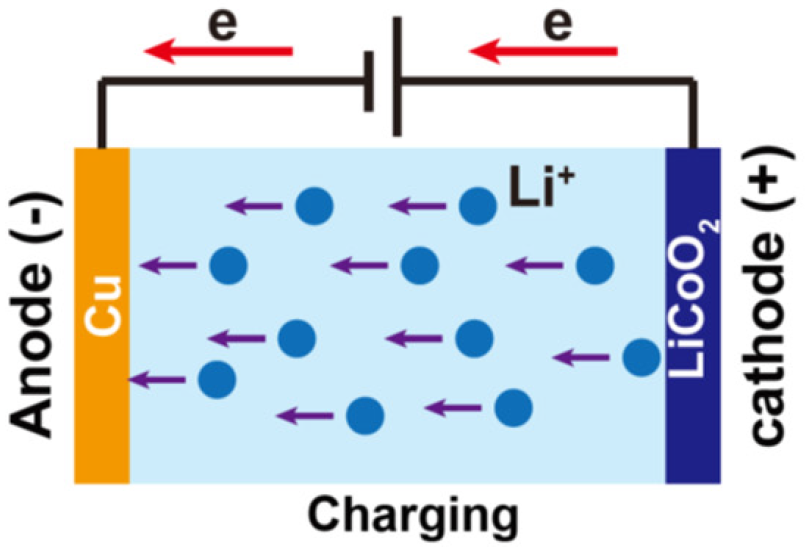 e
e
Li⁺
Anode (-)
Cu
LiCoO₂
cathode (+)
Charging